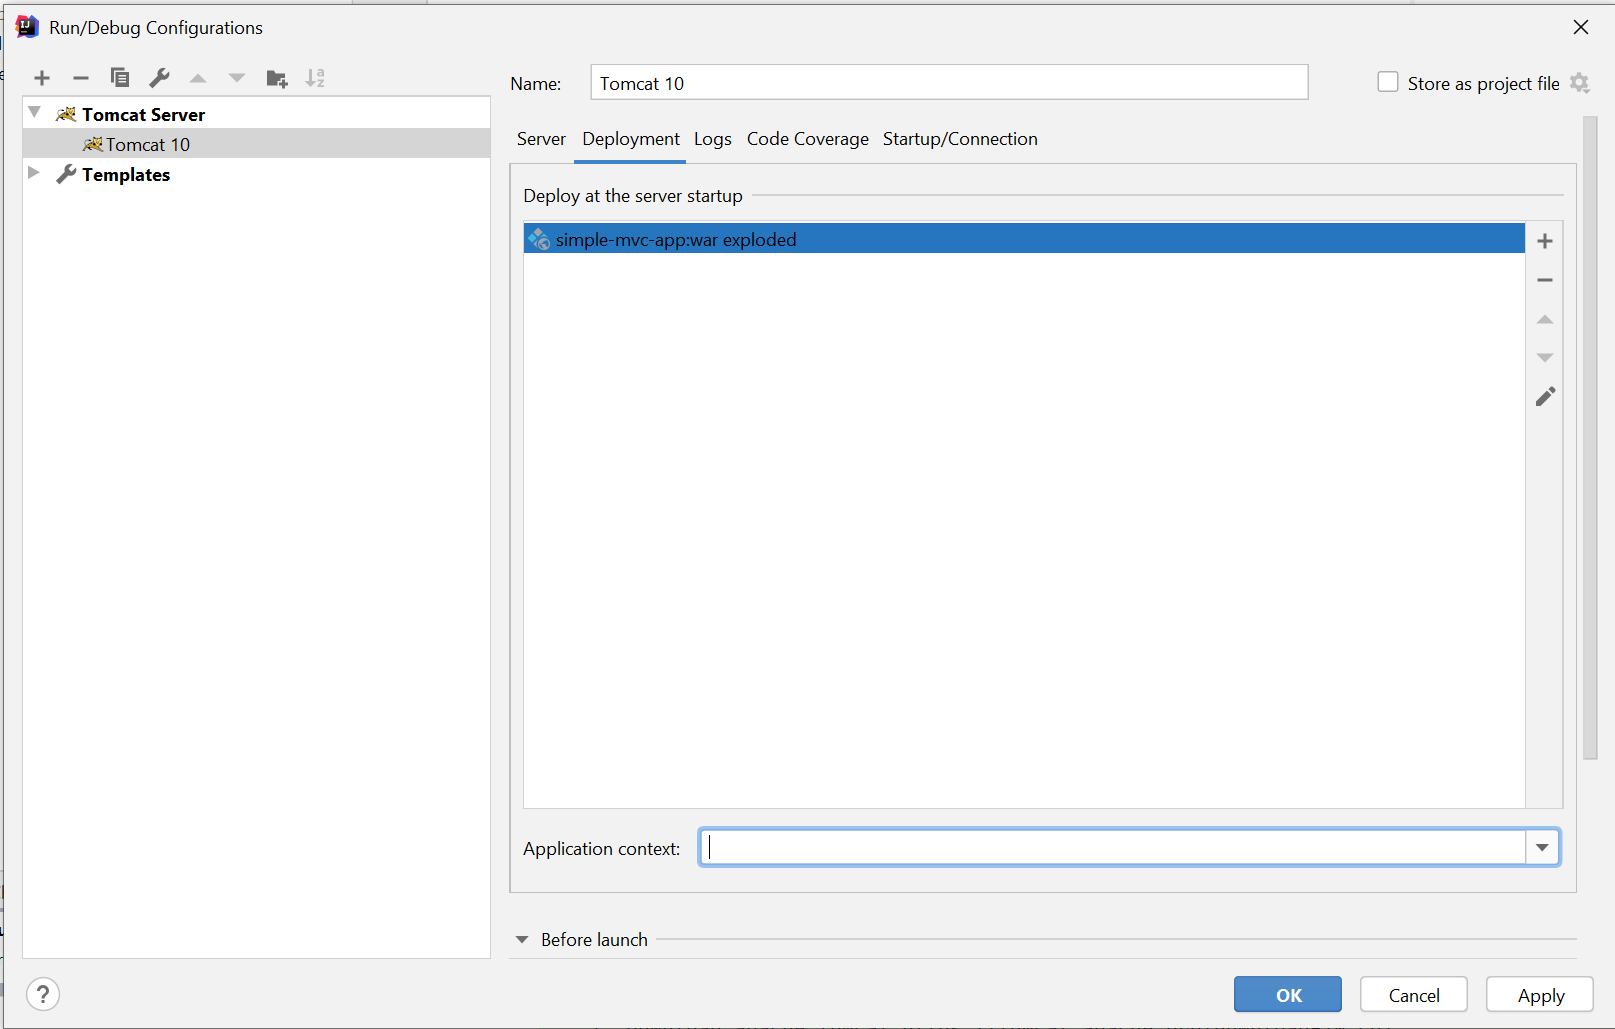 Run/Debug Configurations
Name:
Tomcat 10
Store as project file
Tomcat Server
Tomcat 10
Templates
Server Deployment Logs Code Coverage Startup/Connection
Deploy at the server startup
simple-mvc-app:war exploded
Application context:
Before launch
?
OK
Cancel
Apply